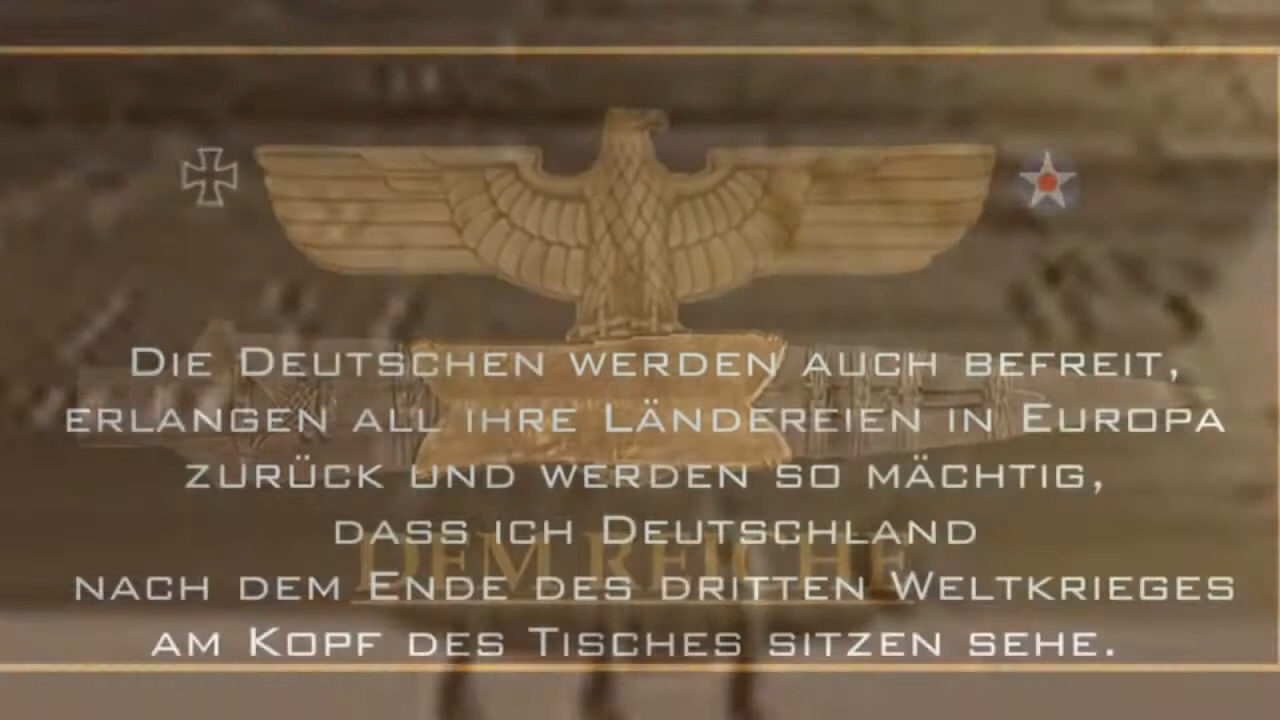 Die Deutschen werden auch befreit,
erlangen all ihre Ländereien in Europa
zurück und werden so mächtig,
dass ich Deutschland
DEM REICHE
nach dem Ende des dritten Weltkrieges
am Kopf des Tisches sitzen sehe.